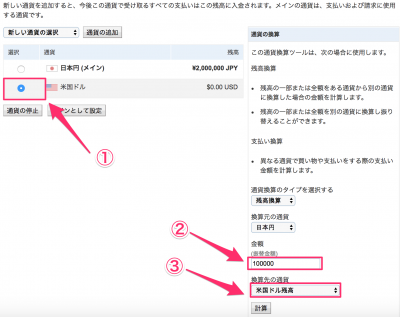 新しい通貨を追加すると、今後この通貨で受け取るすべての支払いはこの残高に入金されます。メインの通貨は、支払いおよび請求に使用
する通貨です。
新しい通貨の選択 通貨の追加
選択 通貨 残高
日本円 (メイン) ¥2,000,000 JPY
米国ドル $0.00 USD
通貨の停止 ンとして設定
①
通貨の換算
この通貨換算ツールは、次の場合に使用します。
残高換算
• 残高の一部または全額をある通貨から別の通貨
に換算した場合の金額を計算します。
• 残高の一部または全額を別の通貨に換算し振り
替えることができます。
支払い換算
• 異なる通貨で買い物や支払いをする際の支払い
金額を計算します。
通貨換算のタイプを選択する
残高換算
換算元の通貨
日本円
②
金額
(振替金額)
100000
③
換算先の通貨
米国ドル残高
計算